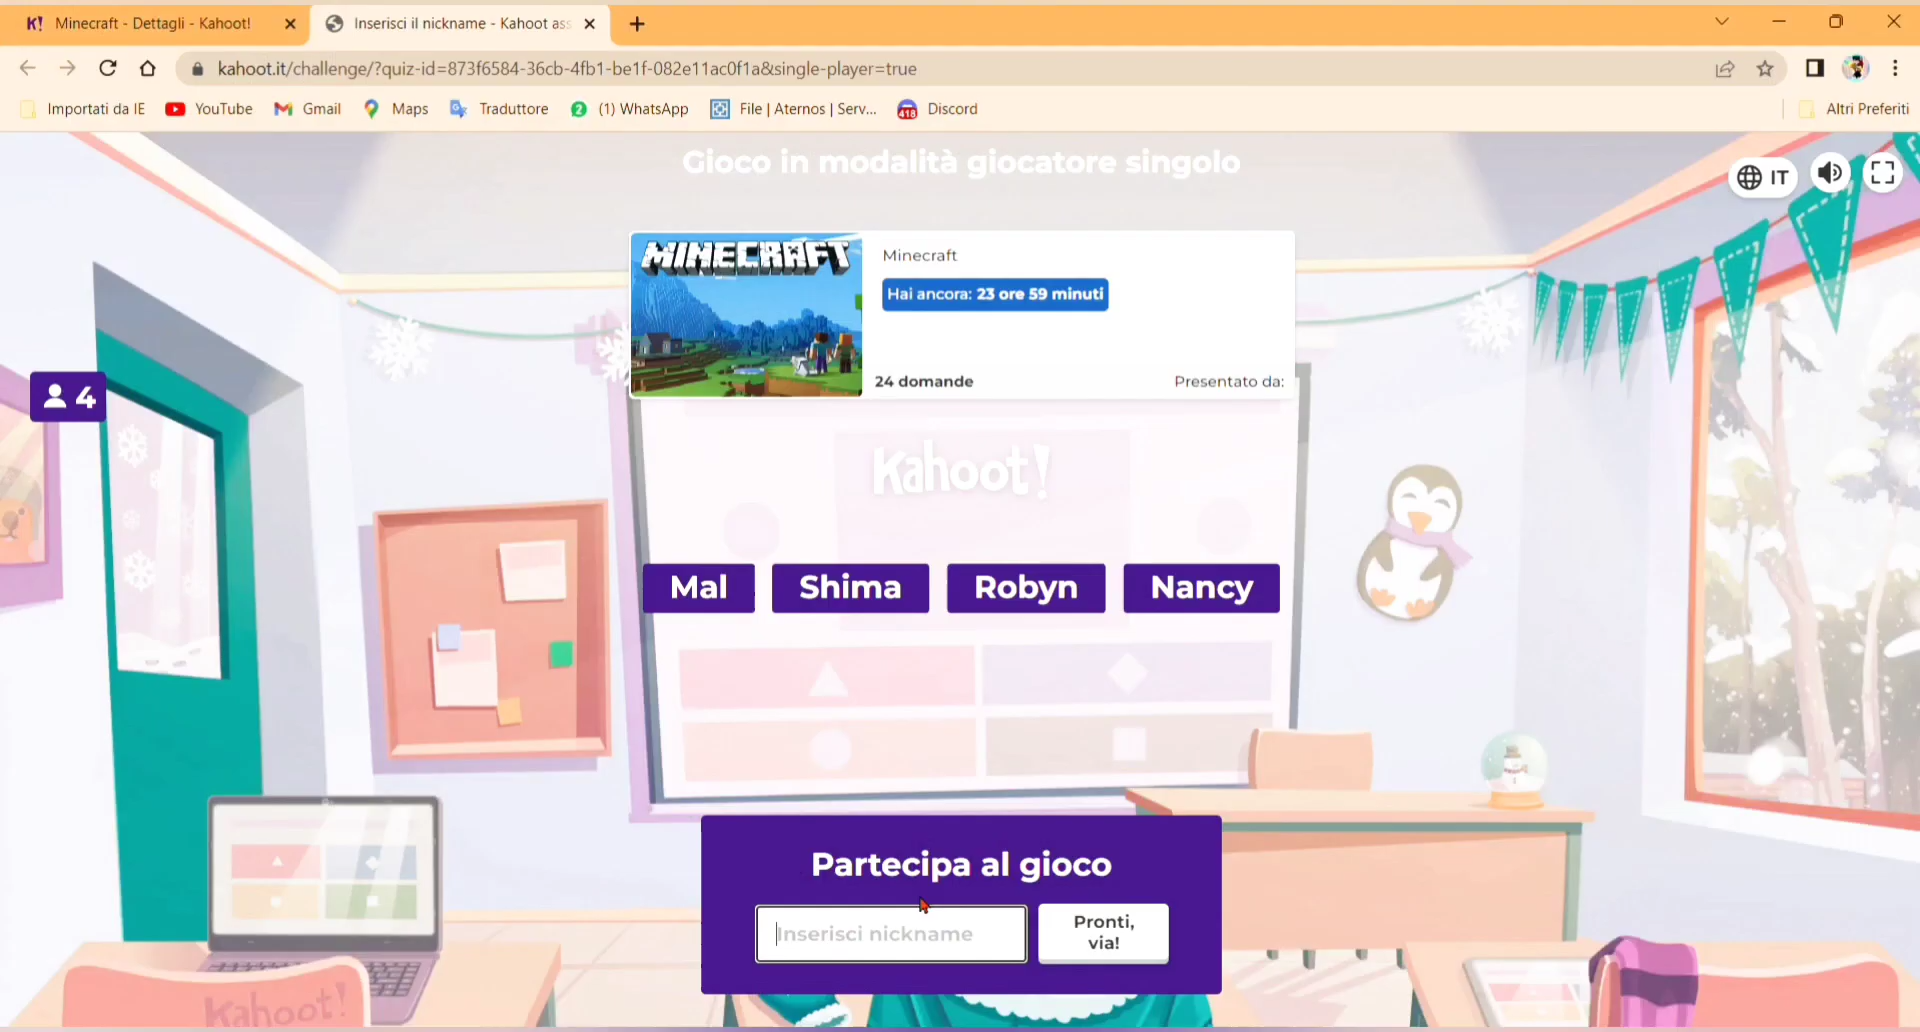 K! Minecraft - Dettagli - Kahoot!
Inserisci il nickname - Kahoot ass
kahoot.it/challenge/?quiz-id=873f6584-36cb-4fb1-be1f-082e11ac0f1a&single-player=true
Importati da IE
YouTube
Gmail
Maps
Traduttore
2 (1) WhatsApp
File | Aternos | Serv...
418 Discord
Altri Preferiti
Gioco in modalità giocatore singolo
IT
MINECRAFT
Minecraft
Hai ancora: 23 ore 59 minuti
24 domande
Presentato da:
4
Kahoot!
Mal
Shima
Robyn
Nancy
Partecipa al gioco
Inserisci nickname
Pronti,
via!
Kahoot!